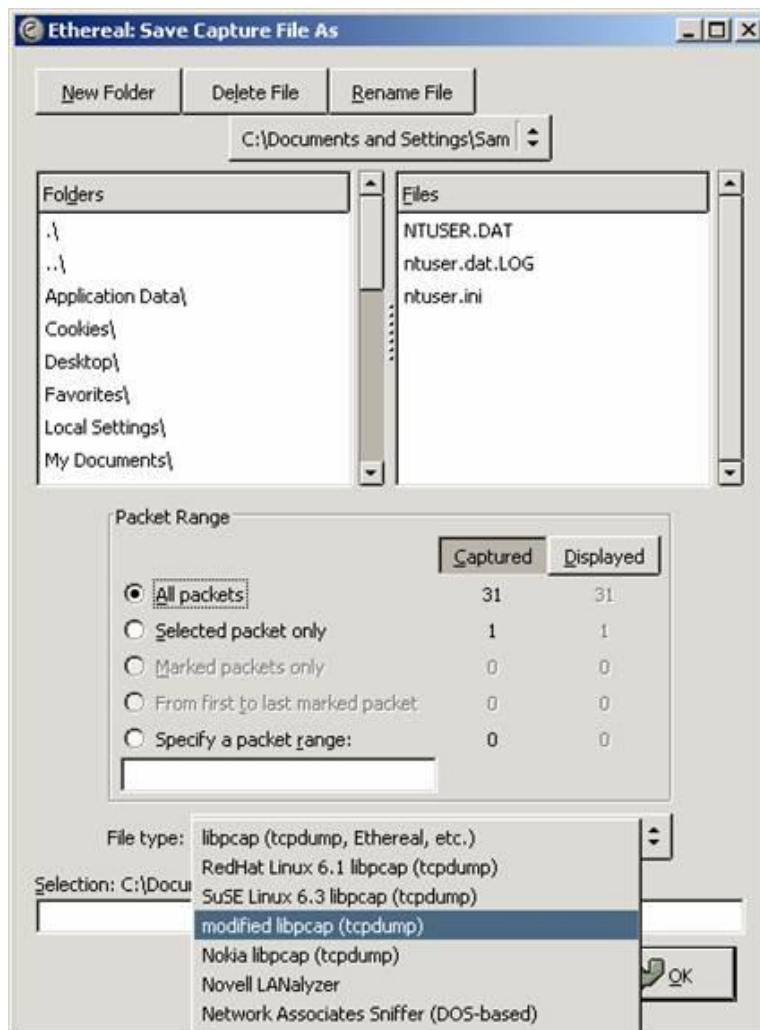 Ethereal: Save Capture File As
New Folder Delete File Rename File
C:\Documents and Settings\Sam
Folders
.\
..\
Application Data\
Cookies\
Desktop\
Favorites\
Local Settings\
My Documents\
Files
NTUSER.DAT
ntuser.dat.LOG
ntuser.ini
Packet Range
Captured Displayed
All packets 31 31
Selected packet only 1 1
Marked packets only 0 0
From first to last marked packet 0 0
Specify a packet range: 0 0
File type:
libpcap (tcpdump, Ethereal, etc.)
RedHat Linux 6.1 libpcap (tcpdump)
Selection: C:\Docu
SuSE Linux 6.3 libpcap (tcpdump)
modified libpcap (tcpdump)
Nokia libpcap (tcpdump)
Novell LANalyzer
Network Associates Sniffer (DOS-based)
OK